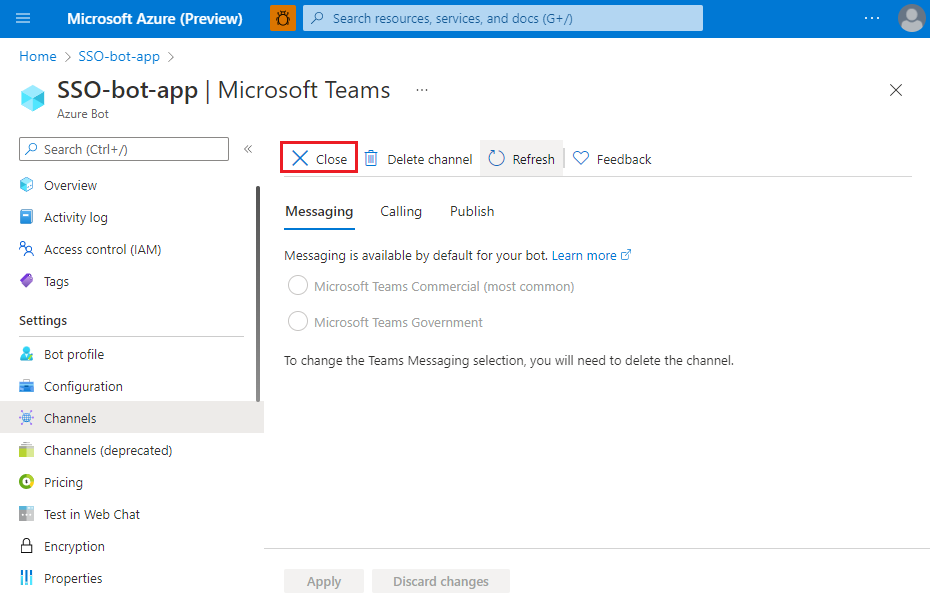 Microsoft Azure (Preview)
Search resources, services, and docs (G+/)
...
Home > SSO-bot-app >
SSO-bot-app | Microsoft Teams ...
Azure Bot
Search (Ctrl+/)
«
Close
Delete channel
Refresh
Feedback
Overview
Activity log
Access control (IAM)
Tags
Settings
Bot profile
Configuration
Channels
Channels (deprecated)
Pricing
Test in Web Chat
Encryption
Properties
Messaging
Calling
Publish
Messaging is available by default for your bot. Learn more
Microsoft Teams Commercial (most common)
Microsoft Teams Government
To change the Teams Messaging selection, you will need to delete the channel.
Apply
Discard changes